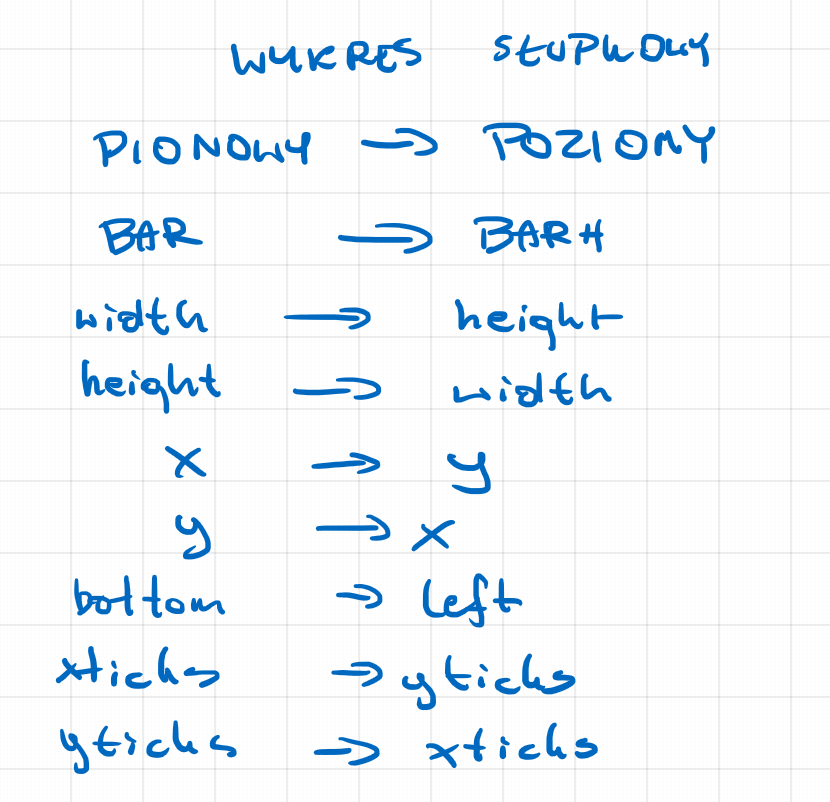 WYKRES SŁUPKOWY
PIONOWY → POZIOMY
BAR → BARH
width → height
height → width
x → y
y → x
bottom → left
xticks → yticks
yticks → xticks